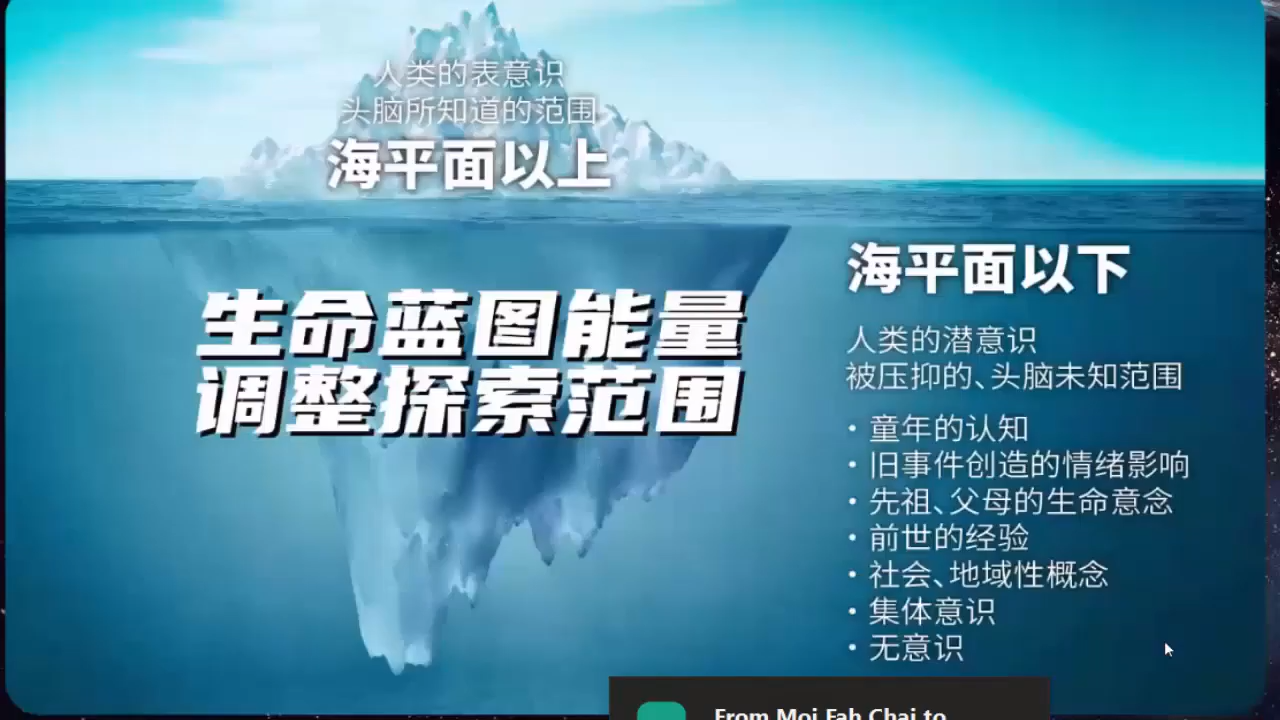 人类的表意识
头脑所知道的范围
海平面以上
生命蓝图能量
调整探索范围
海平面以下
人类的潜意识
被压抑的、头脑未知范围
• 童年的认知
• 旧事件创造的情绪影响
• 先祖、父母的生命意念
• 前世的经验
• 社会、地域性概念
• 集体意识
• 无意识
From Moi Fah Chai to